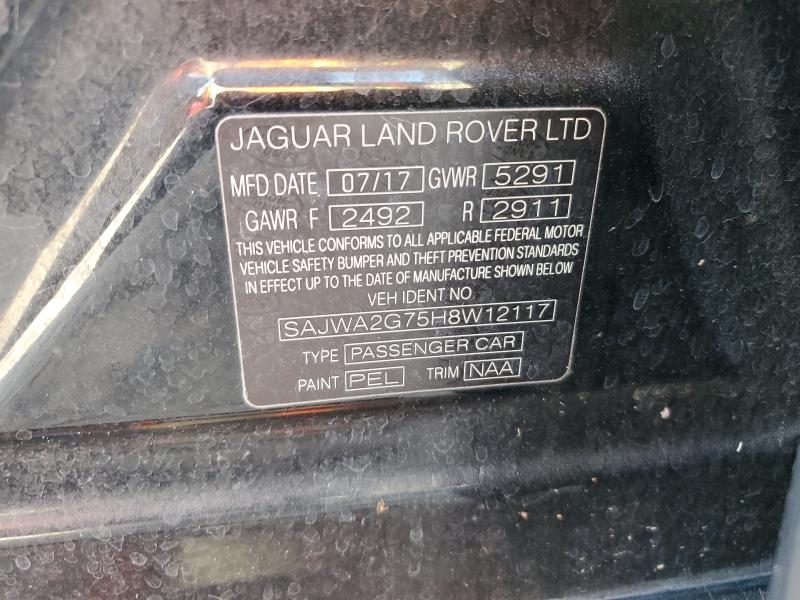 JAGUAR LAND ROVER LTD
MFD DATE 07/17 GVWR 5291
GAWR F 2492 R 2911
THIS VEHICLE CONFORMS TO ALL APPLICABLE FEDERAL MOTOR
VEHICLE SAFETY BUMPER AND THEFT PREVENTION STANDARDS
IN EFFECT UP TO THE DATE OF MANUFACTURE SHOWN BELOW
VEH IDENT NO.
SAJWA2G75H8W12117
TYPE PASSENGER CAR
PAINT PEL TRIM NAA